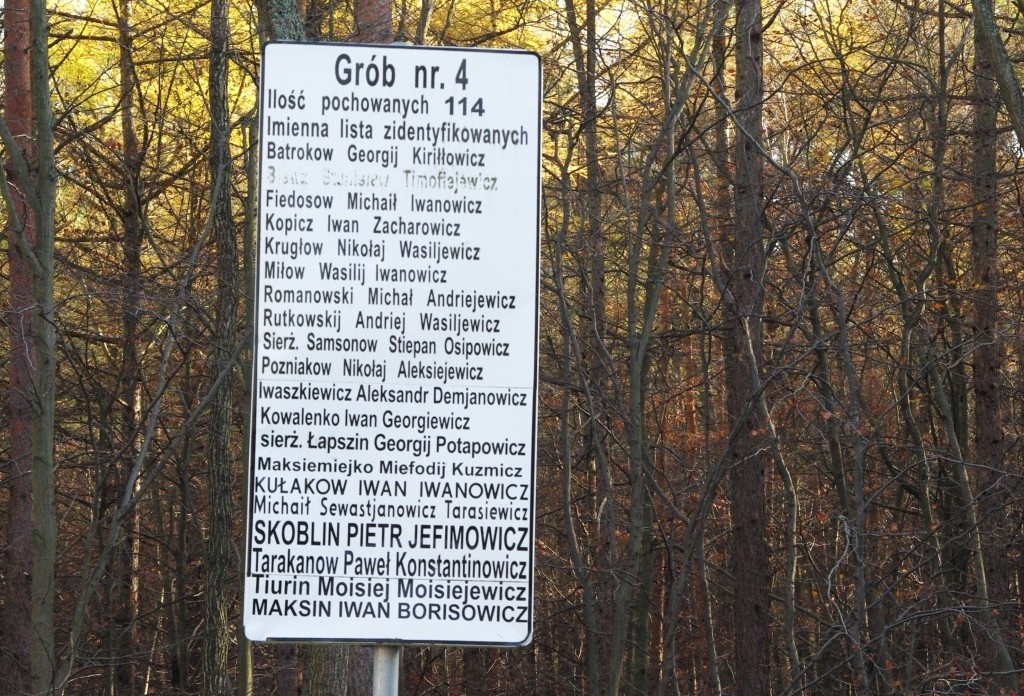 Grób nr. 4
Ilość pochowanych 114
Imienna lista zidentyfikowanych
Batrokow Georgij Kiriłłowicz
Timofiejewicz
Fiedosow Michaił Iwanowicz
Kopicz Iwan Zacharowicz
Krugłow Nikołaj Wasiljewicz
Miłow Wasilij Iwanowicz
Romanowski Michał Andriejewicz
Rutkowskij Andriej Wasiljewicz
Sierż. Samsonow Stiepan Osipowicz
Pozniakow Nikołaj Aleksiejewicz
Iwaszkiewicz Aleksandr Demjanowicz
Kowalenko Iwan Georgiewicz
sierż. Łapszin Georgij Potapowicz
Maksiemiejko Miefodij Kuzmicz
KUŁAKOW IWAN IWANOWICZ
Michaił Sewastjanowicz Tarasiewicz
SKOBLIN PIETR JEFIMOWICZ
Tarakanow Paweł Konstantinowicz
Tiurin Moisiej Moisiejewicz
MAKSIN IWAN BORISOWICZ